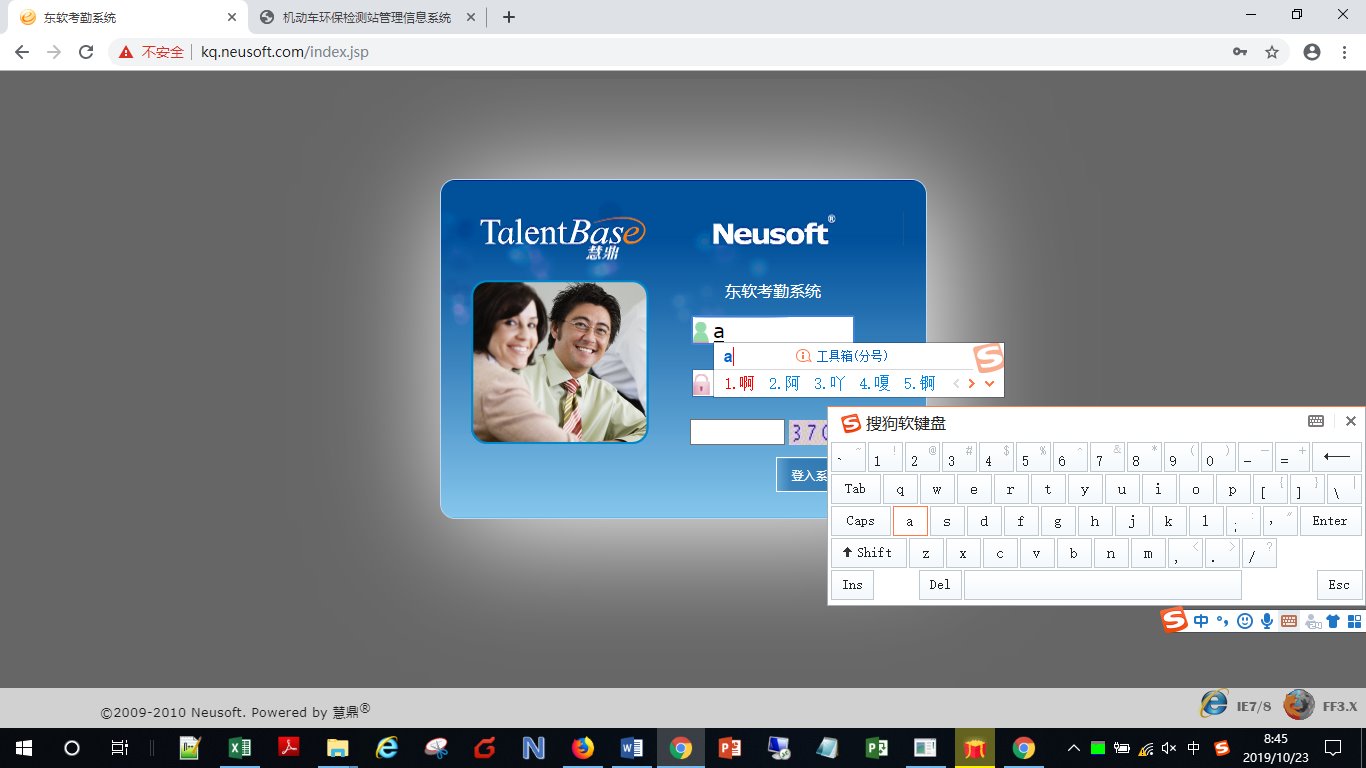 东软考勤系统
机动车环保检测站管理信息系统
不安全
kq.neusoft.com/index.jsp
TalentBase
慧鼎
Neusoft®
东软考勤系统
a
a
工具箱(分号)
1.啊 2.阿 3.吖 4.嘎 5.锕
370
登入系
搜狗软键盘
` ~ 1 ! 2 @ 3 # 4 $ 5 % 6 ^ 7 & 8 * 9 ( 0 ) - _ = +
Tab q w e r t y u i o p [ { ] } \ |
Caps a s d f g h j k l ; : ' " Enter
Shift z x c v b n m , < . > / ?
Ins Del Esc
S 中
©2009-2010 Neusoft. Powered by 慧鼎®
IE7/8 FF3.X
中
8:45
2019/10/23